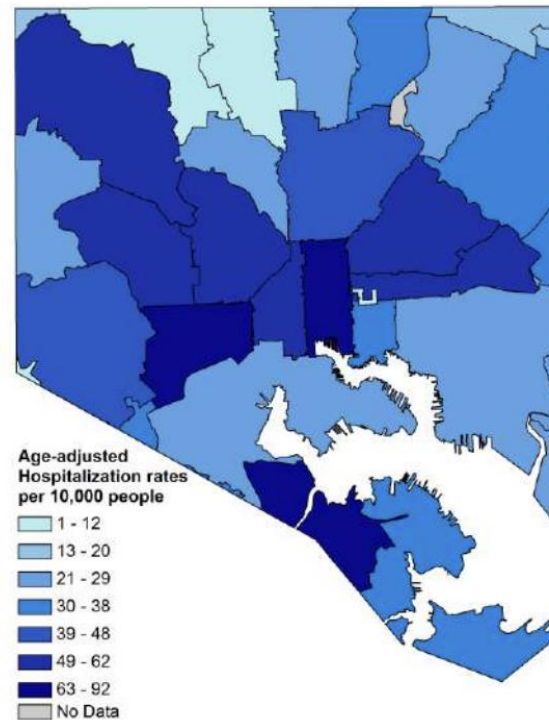 Age-adjusted
Hospitalization rates
per 10,000 people
1 - 12
13 - 20
21 - 29
30 - 38
39 - 48
49 - 62
63 - 92
No Data